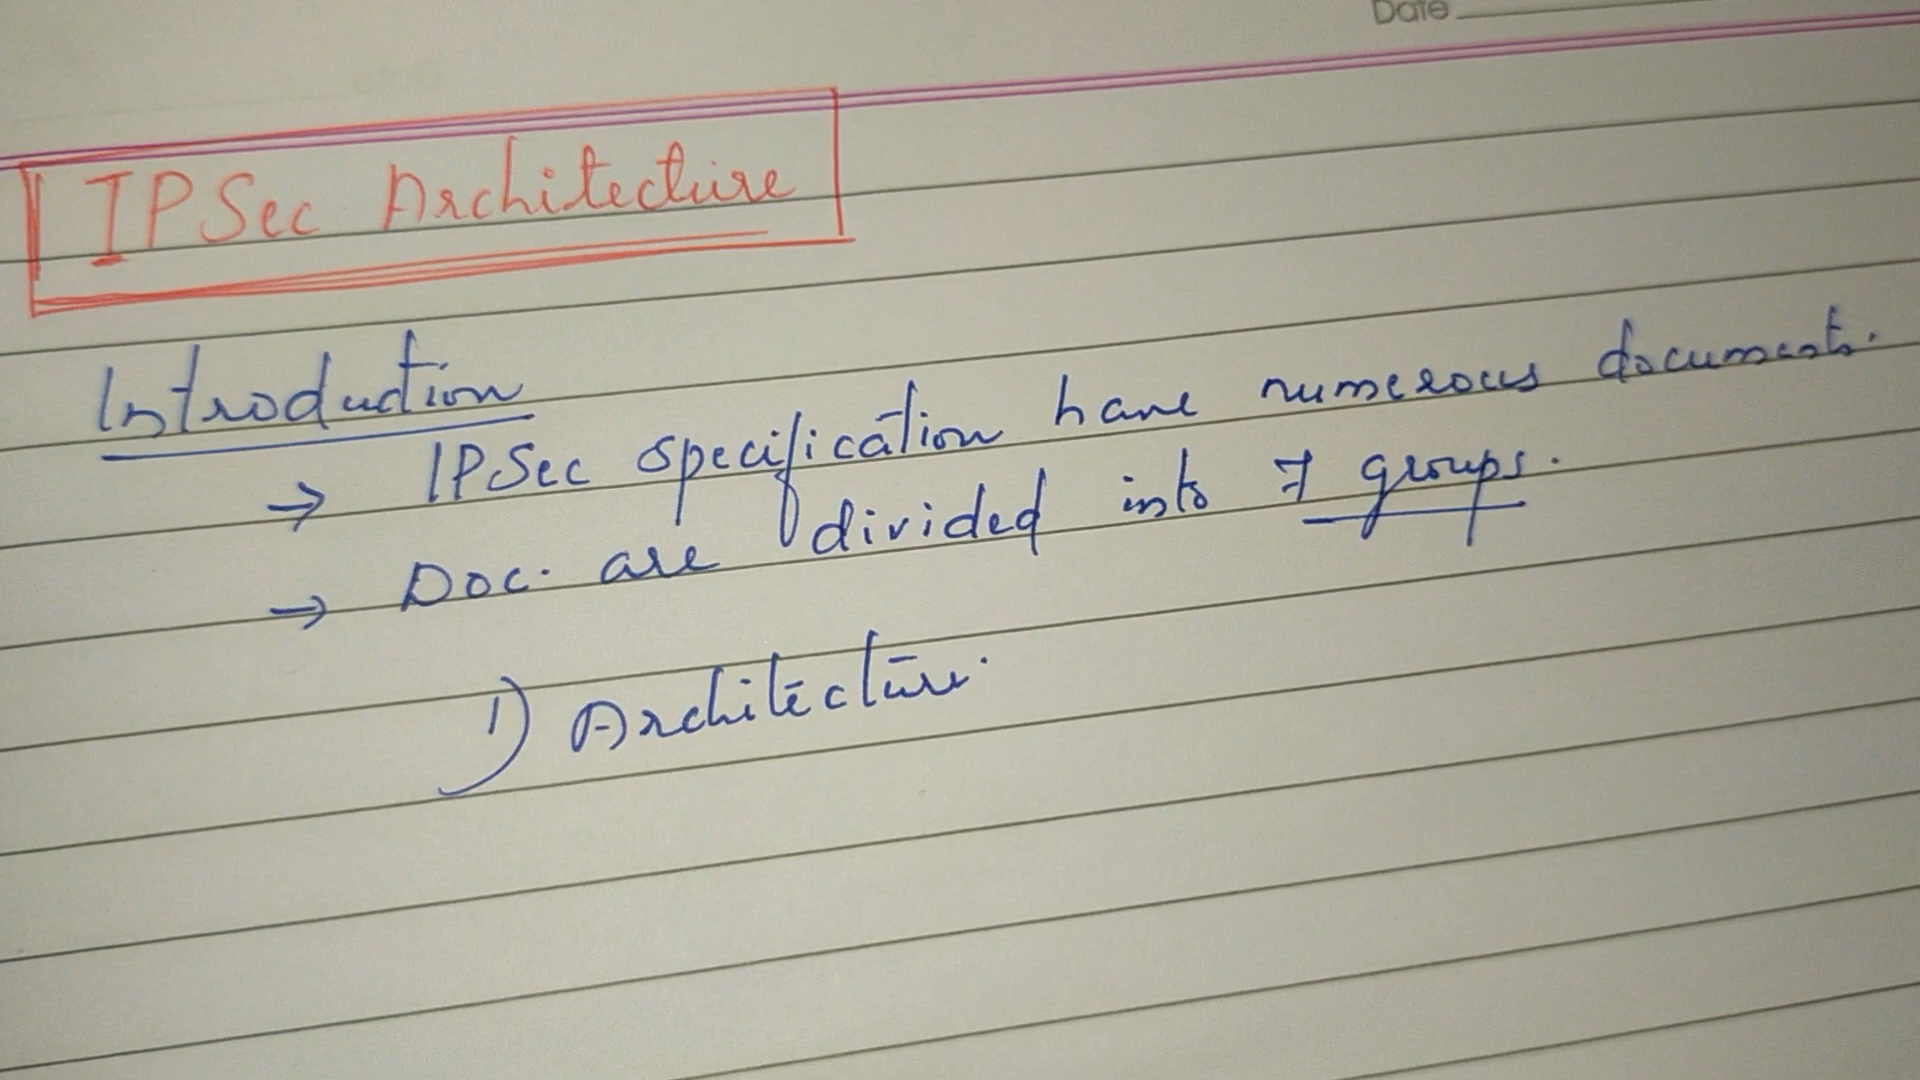 Date
IPSec Architecture
Introduction
→ IPSec specification have numerous documents.
→ Doc. are divided into 7 groups.
1) Architecture.